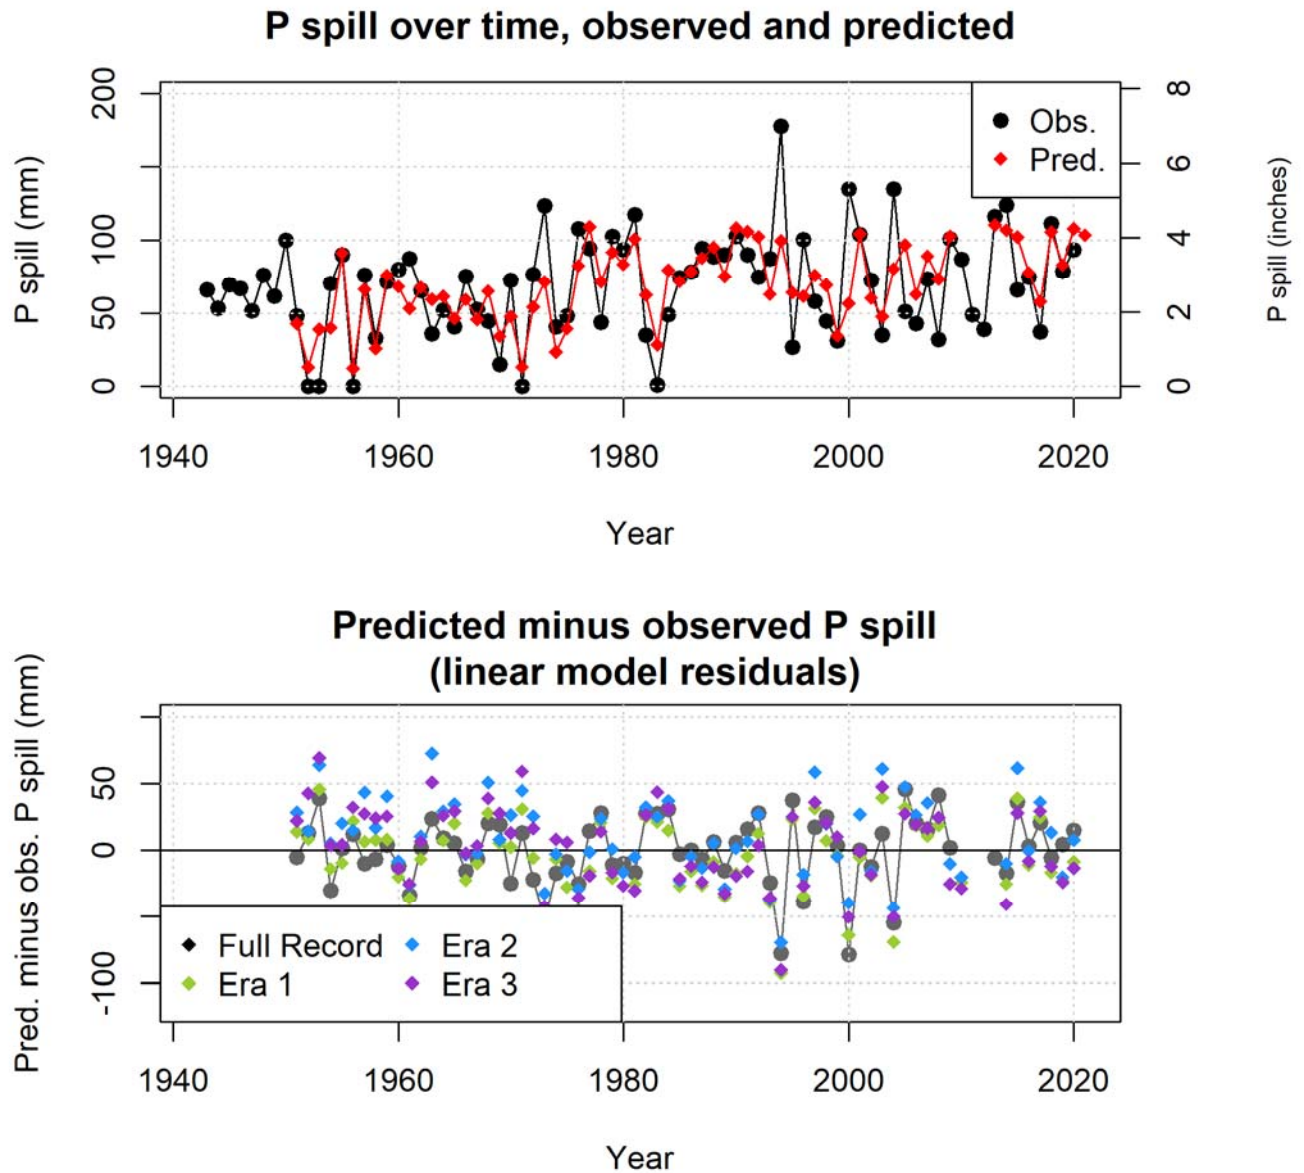 P spill over time, observed and predicted
P spill (mm)
200
100
50
0
8
6
4
2
0
P spill (inches)
Obs.
Pred.
1940 1960 1980 2000 2020
Year
Predicted minus observed P spill
(linear model residuals)
Pred. minus obs. P spill (mm)
50
0
-100
Full Record
Era 2
Era 1
Era 3
1940 1960 1980 2000 2020
Year